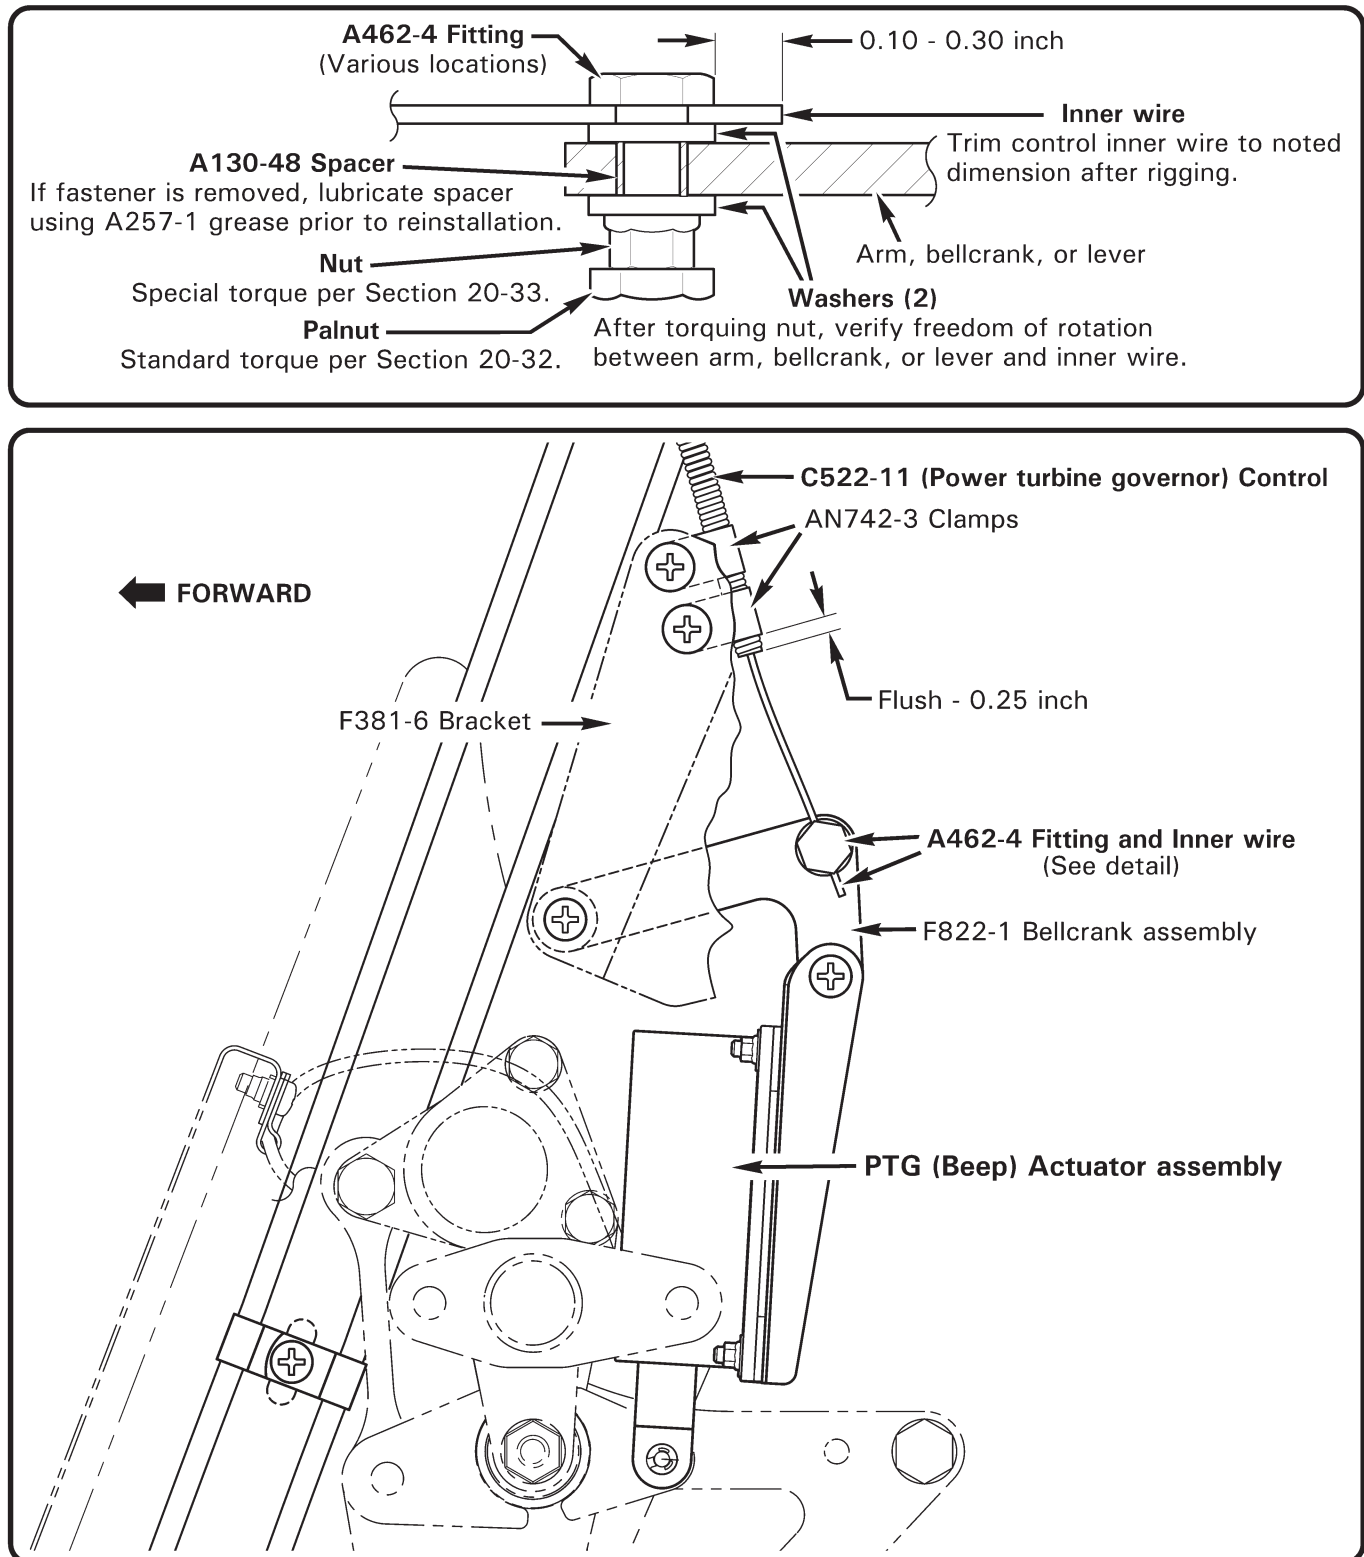 A462-4 Fitting
(Various locations)
0.10 - 0.30 inch
Inner wire
Trim control inner wire to noted
dimension after rigging.
A130-48 Spacer
If fastener is removed, lubricate spacer
using A257-1 grease prior to reinstallation.
Arm, bellcrank, or lever
Nut
Special torque per Section 20-33.
Washers (2)
After torquing nut, verify freedom of rotation
between arm, bellcrank, or lever and inner wire.
Palnut
Standard torque per Section 20-32.
C522-11 (Power turbine governor) Control
AN742-3 Clamps
FORWARD
Flush - 0.25 inch
F381-6 Bracket
A462-4 Fitting and Inner wire
(See detail)
F822-1 Bellcrank assembly
PTG (Beep) Actuator assembly